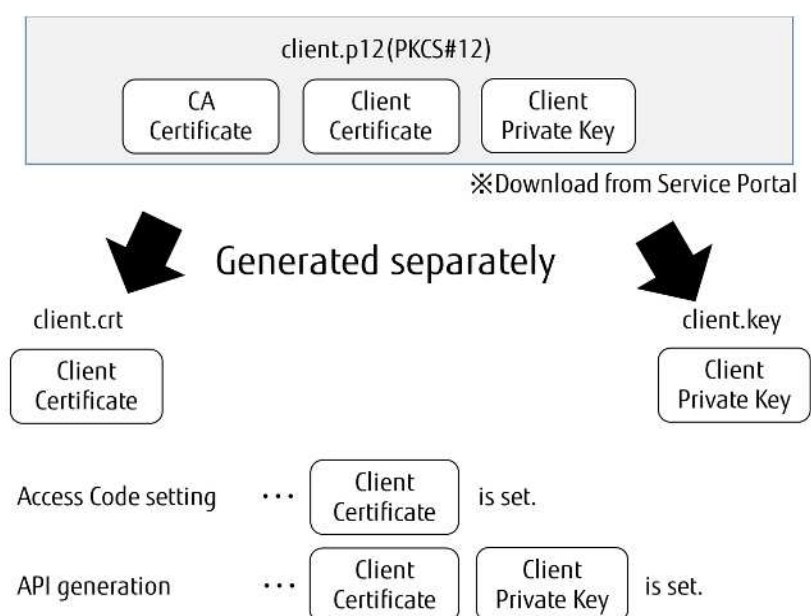 client.p12(PKCS#12)
CA
Certificate
Client
Certificate
Client
Private Key
※Download from Service Portal
Generated separately
client.crt
Client
Certificate
client.key
Client
Private Key
Access Code setting ··· Client Certificate is set.
API generation ··· Client Certificate Client Private Key is set.